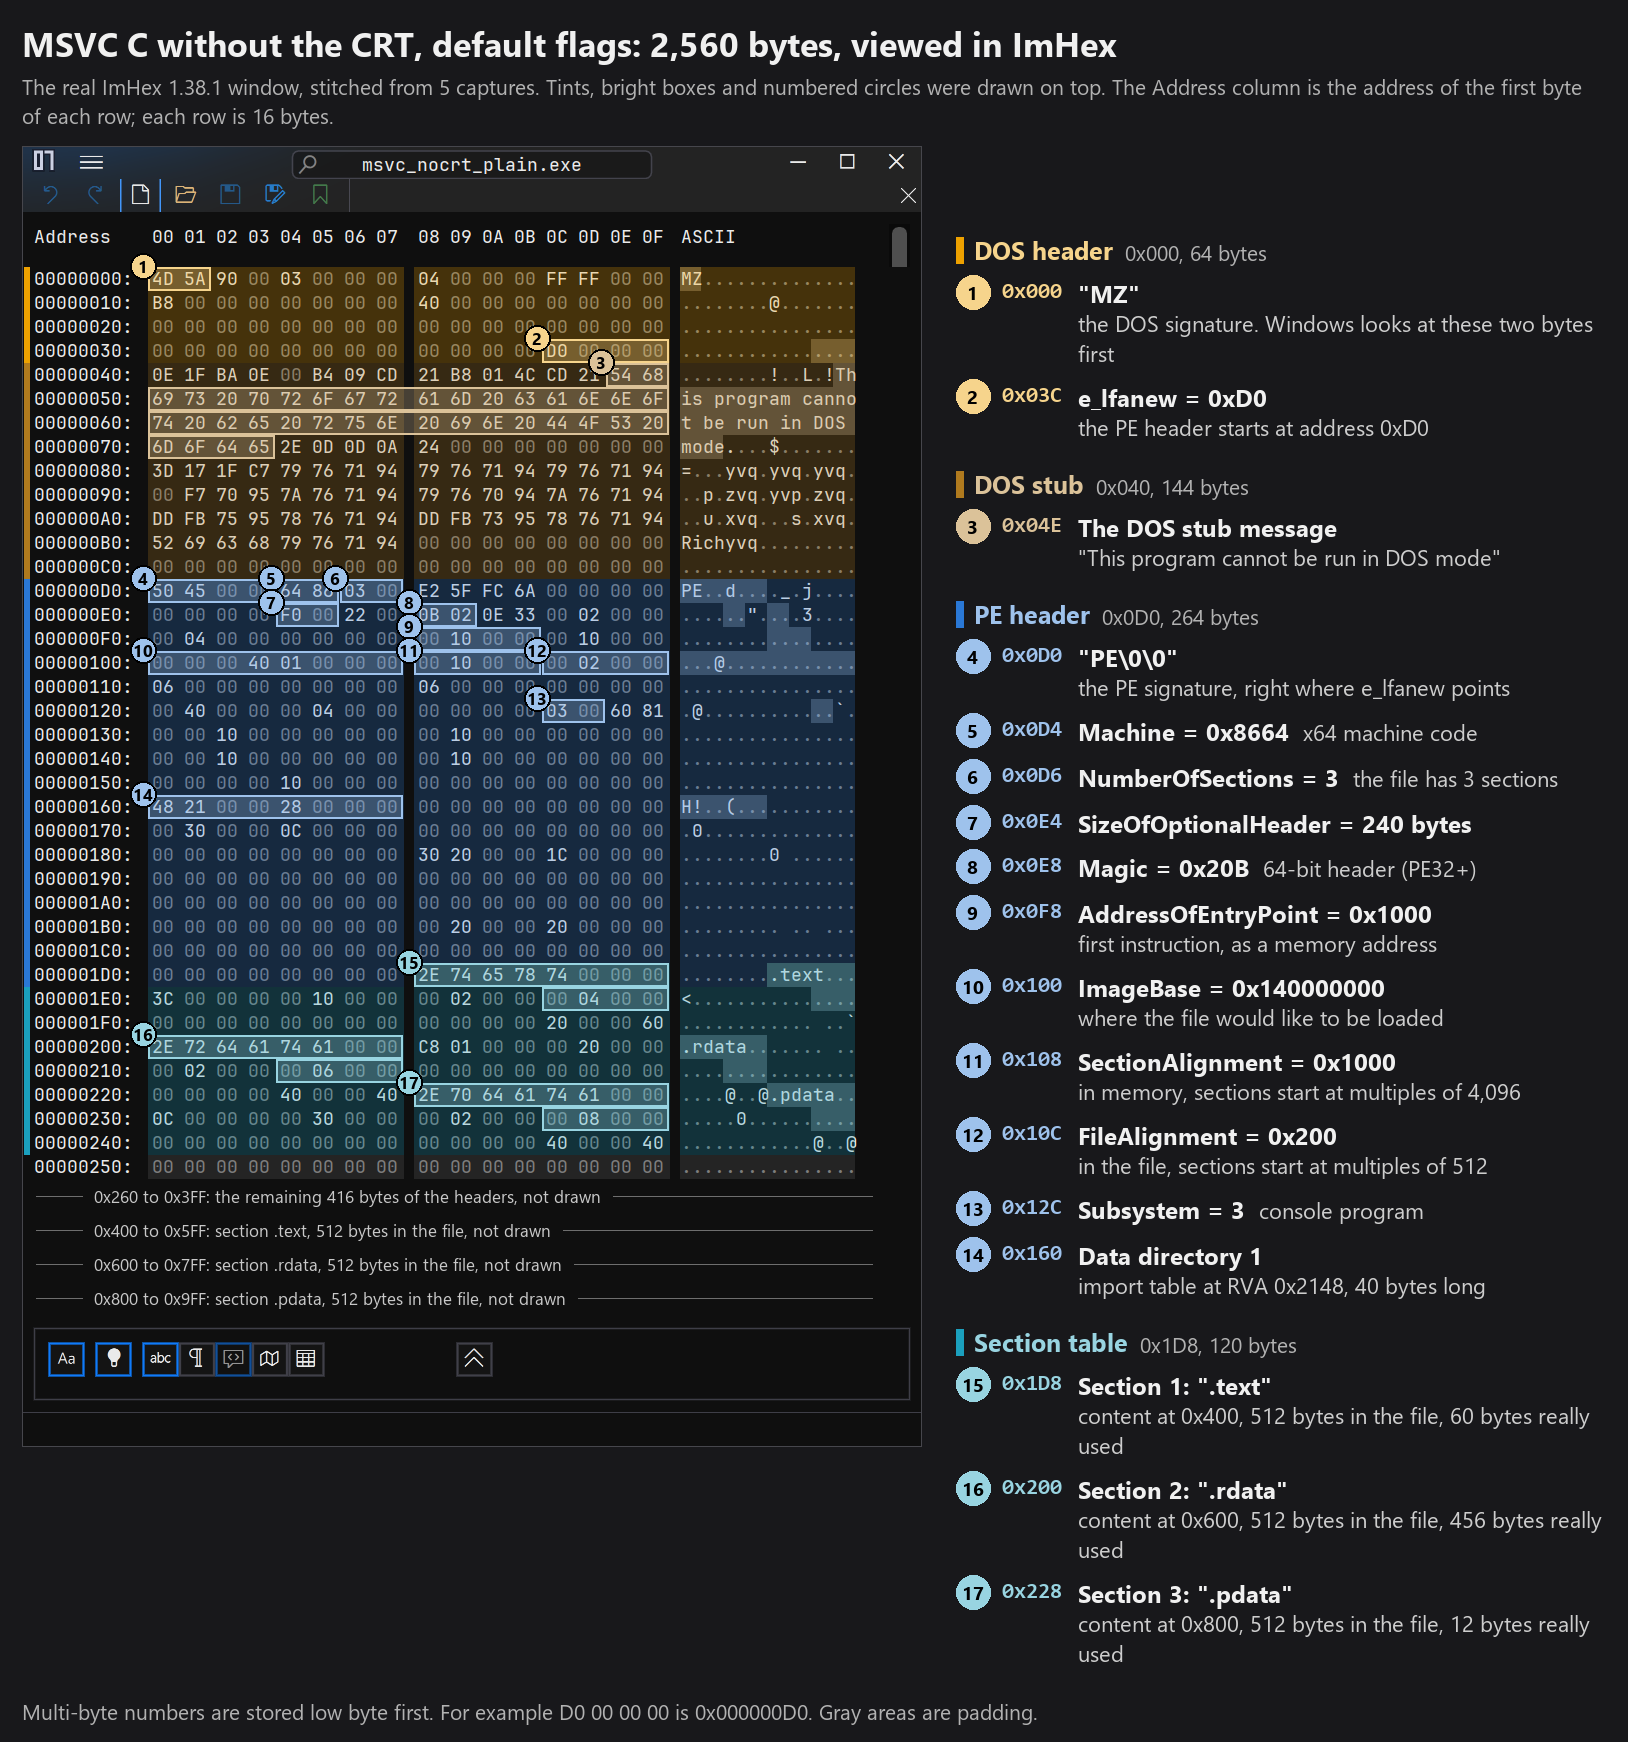 MSVC C without the CRT, default flags: 2,560 bytes, viewed in ImHex
The real ImHex 1.38.1 window, stitched from 5 captures. Tints, bright boxes and numbered circles were drawn on top. The Address column is the address of the first byte
of each row; each row is 16 bytes.
msvc_nocrt_plain.exe
Address 00 01 02 03 04 05 06 07 08 09 0A 0B 0C 0D 0E 0F ASCII
1
00000000: 4D 5A 90 00 03 00 00 00 04 00 00 00 FF FF 00 00 MZ..............
00000010: B8 00 00 00 00 00 00 00 40 00 00 00 00 00 00 00 ........@.......
00000020: 00 00 00 00 00 00 00 00 00 00 00 00 00 00 00 00 ................
2
00000030: 00 00 00 00 00 00 00 00 00 00 00 00 D0 00 00 00 ................
3
00000040: 0E 1F BA 0E 00 B4 09 CD 21 B8 01 4C CD 21 54 68 ........!..L.!Th
00000050: 69 73 20 70 72 6F 67 72 61 6D 20 63 61 6E 6E 6F is program canno
00000060: 74 20 62 65 20 72 75 6E 20 69 6E 20 44 4F 53 20 t be run in DOS
00000070: 6D 6F 64 65 2E 0D 0D 0A 24 00 00 00 00 00 00 00 mode....$.......
00000080: 3D 17 1F C7 79 76 71 94 79 76 71 94 79 76 71 94 =...yvq.yvq.yvq.
00000090: 00 F7 70 95 7A 76 71 94 79 76 70 94 7A 76 71 94 ..p.zvq.yvp.zvq.
000000A0: DD FB 75 95 78 76 71 94 DD FB 73 95 78 76 71 94 ..u.xvq...s.xvq.
000000B0: 52 69 63 68 79 76 71 94 00 00 00 00 00 00 00 00 Richyvq.........
000000C0: 00 00 00 00 00 00 00 00 00 00 00 00 00 00 00 00 ................
4 5 6
000000D0: 50 45 00 00 64 86 03 00 E2 5F FC 6A 00 00 00 00 PE..d...._.j....
7 8
000000E0: 00 00 00 00 F0 00 22 00 0B 02 0E 33 00 02 00 00 ......"....3....
9
000000F0: 00 04 00 00 00 00 00 00 00 10 00 00 00 10 00 00 ................
10 11 12
00000100: 00 00 00 40 01 00 00 00 00 10 00 00 00 02 00 00 ...@............
00000110: 06 00 00 00 00 00 00 00 06 00 00 00 00 00 00 00 ................
13
00000120: 00 40 00 00 00 04 00 00 00 00 00 00 03 00 60 81 .@............`.
00000130: 00 00 10 00 00 00 00 00 00 10 00 00 00 00 00 00 ................
00000140: 00 00 10 00 00 00 00 00 00 10 00 00 00 00 00 00 ................
00000150: 00 00 00 00 10 00 00 00 00 00 00 00 00 00 00 00 ................
14
00000160: 48 21 00 00 28 00 00 00 00 00 00 00 00 00 00 00 H!..(...........
00000170: 00 30 00 00 0C 00 00 00 00 00 00 00 00 00 00 00 .0..............
00000180: 00 00 00 00 00 00 00 00 30 20 00 00 1C 00 00 00 ........0 ......
00000190: 00 00 00 00 00 00 00 00 00 00 00 00 00 00 00 00 ................
000001A0: 00 00 00 00 00 00 00 00 00 00 00 00 00 00 00 00 ................
000001B0: 00 00 00 00 00 00 00 00 00 20 00 00 20 00 00 00 ......... .. ...
000001C0: 00 00 00 00 00 00 00 00 00 00 00 00 00 00 00 00 ................
15
000001D0: 00 00 00 00 00 00 00 00 2E 74 65 78 74 00 00 00 .........text...
000001E0: 3C 00 00 00 00 10 00 00 00 02 00 00 00 04 00 00 <...............
000001F0: 00 00 00 00 00 00 00 00 00 00 00 00 20 00 00 60 ............ ..`
16
00000200: 2E 72 64 61 74 61 00 00 C8 01 00 00 00 20 00 00 .rdata....... ..
00000210: 00 02 00 00 00 06 00 00 00 00 00 00 00 00 00 00 ................
17
00000220: 00 00 00 00 40 00 00 40 2E 70 64 61 74 61 00 00 ....@..@.pdata..
00000230: 0C 00 00 00 00 30 00 00 00 02 00 00 00 08 00 00 .....0..........
00000240: 00 00 00 00 00 00 00 00 00 00 00 00 40 00 00 40 ............@..@
00000250: 00 00 00 00 00 00 00 00 00 00 00 00 00 00 00 00 ................
0x260 to 0x3FF: the remaining 416 bytes of the headers, not drawn
0x400 to 0x5FF: section .text, 512 bytes in the file, not drawn
0x600 to 0x7FF: section .rdata, 512 bytes in the file, not drawn
0x800 to 0x9FF: section .pdata, 512 bytes in the file, not drawn
Aa abc
DOS header 0x000, 64 bytes
1 0x000 "MZ"
the DOS signature. Windows looks at these two bytes
first
2 0x03C e_lfanew = 0xD0
the PE header starts at address 0xD0
DOS stub 0x040, 144 bytes
3 0x04E The DOS stub message
"This program cannot be run in DOS mode"
PE header 0x0D0, 264 bytes
4 0x0D0 "PE\0\0"
the PE signature, right where e_lfanew points
5 0x0D4 Machine = 0x8664 x64 machine code
6 0x0D6 NumberOfSections = 3 the file has 3 sections
7 0x0E4 SizeOfOptionalHeader = 240 bytes
8 0x0E8 Magic = 0x20B 64-bit header (PE32+)
9 0x0F8 AddressOfEntryPoint = 0x1000
first instruction, as a memory address
10 0x100 ImageBase = 0x140000000
where the file would like to be loaded
11 0x108 SectionAlignment = 0x1000
in memory, sections start at multiples of 4,096
12 0x10C FileAlignment = 0x200
in the file, sections start at multiples of 512
13 0x12C Subsystem = 3 console program
14 0x160 Data directory 1
import table at RVA 0x2148, 40 bytes long
Section table 0x1D8, 120 bytes
15 0x1D8 Section 1: ".text"
content at 0x400, 512 bytes in the file, 60 bytes really
used
16 0x200 Section 2: ".rdata"
content at 0x600, 512 bytes in the file, 456 bytes really
used
17 0x228 Section 3: ".pdata"
content at 0x800, 512 bytes in the file, 12 bytes really
used
Multi-byte numbers are stored low byte first. For example D0 00 00 00 is 0x000000D0. Gray areas are padding.